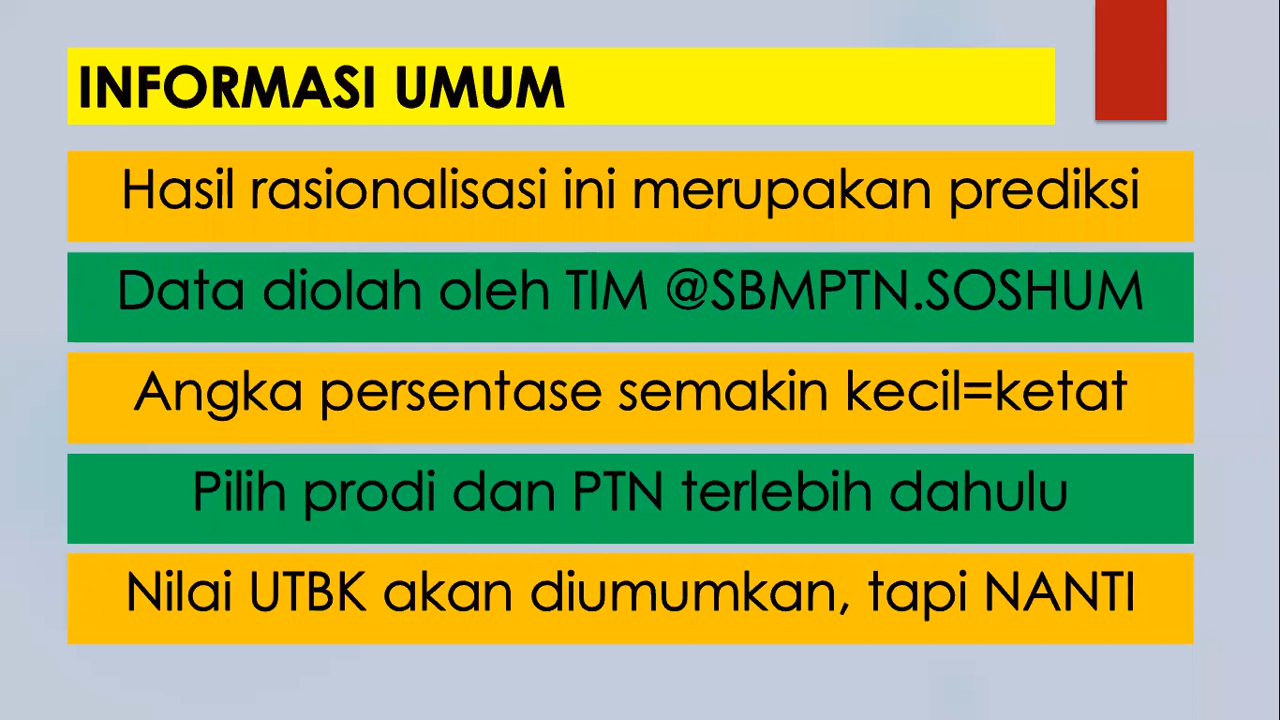 INFORMASI UMUM
Hasil rasionalisasi ini merupakan prediksi
Data diolah oleh TIM @SBMPTN.SOSHUM
Angka persentase semakin kecil=ketat
Pilih prodi dan PTN terlebih dahulu
Nilai UTBK akan diumumkan, tapi NANTI